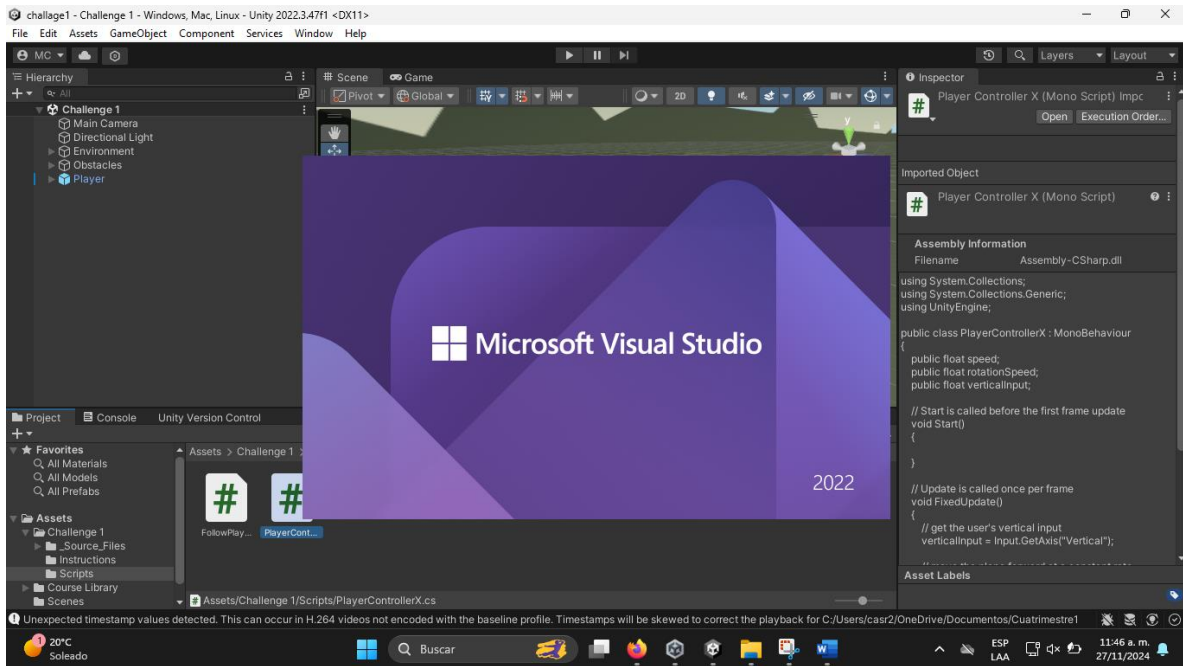 challage1 - Challenge 1 - Windows, Mac, Linux - Unity 2022.3.47f1 <DX11>
File Edit Assets GameObject Component Services Window Help
MC Layers Layout
Hierarchy
All
Challenge 1
Main Camera
Directional Light
Environment
Obstacles
Player
Scene Game
Pivot Global 2D
y
Microsoft Visual Studio
2022
Inspector
Player Controller X (Mono Script) Impc
Open Execution Order...
Imported Object
Player Controller X (Mono Script)
Assembly Information
Filename Assembly-CSharp.dll
using System.Collections;
using System.Collections.Generic;
using UnityEngine;
public class PlayerControllerX : MonoBehaviour
{
public float speed;
public float rotationSpeed;
public float verticalInput;
// Start is called before the first frame update
void Start()
{
}
// Update is called once per frame
void FixedUpdate()
{
// get the user's vertical input
verticalInput = Input.GetAxis("Vertical");
Asset Labels
Project Console Unity Version Control
Favorites
All Materials
All Models
All Prefabs
Assets
Challenge 1
_Source_Files
Instructions
Scripts
Course Library
Scenes
Assets > Challenge 1 >
FollowPlay... PlayerCont...
Assets/Challenge 1/Scripts/PlayerControllerX.cs
Unexpected timestamp values detected. This can occur in H.264 videos not encoded with the baseline profile. Timestamps will be skewed to correct the playback for C:/Users/casr2/OneDrive/Documentos/Cuatrimestre1
1
20°C
Soleado
Buscar
ESP
LAA
11:46 a. m.
27/11/2024